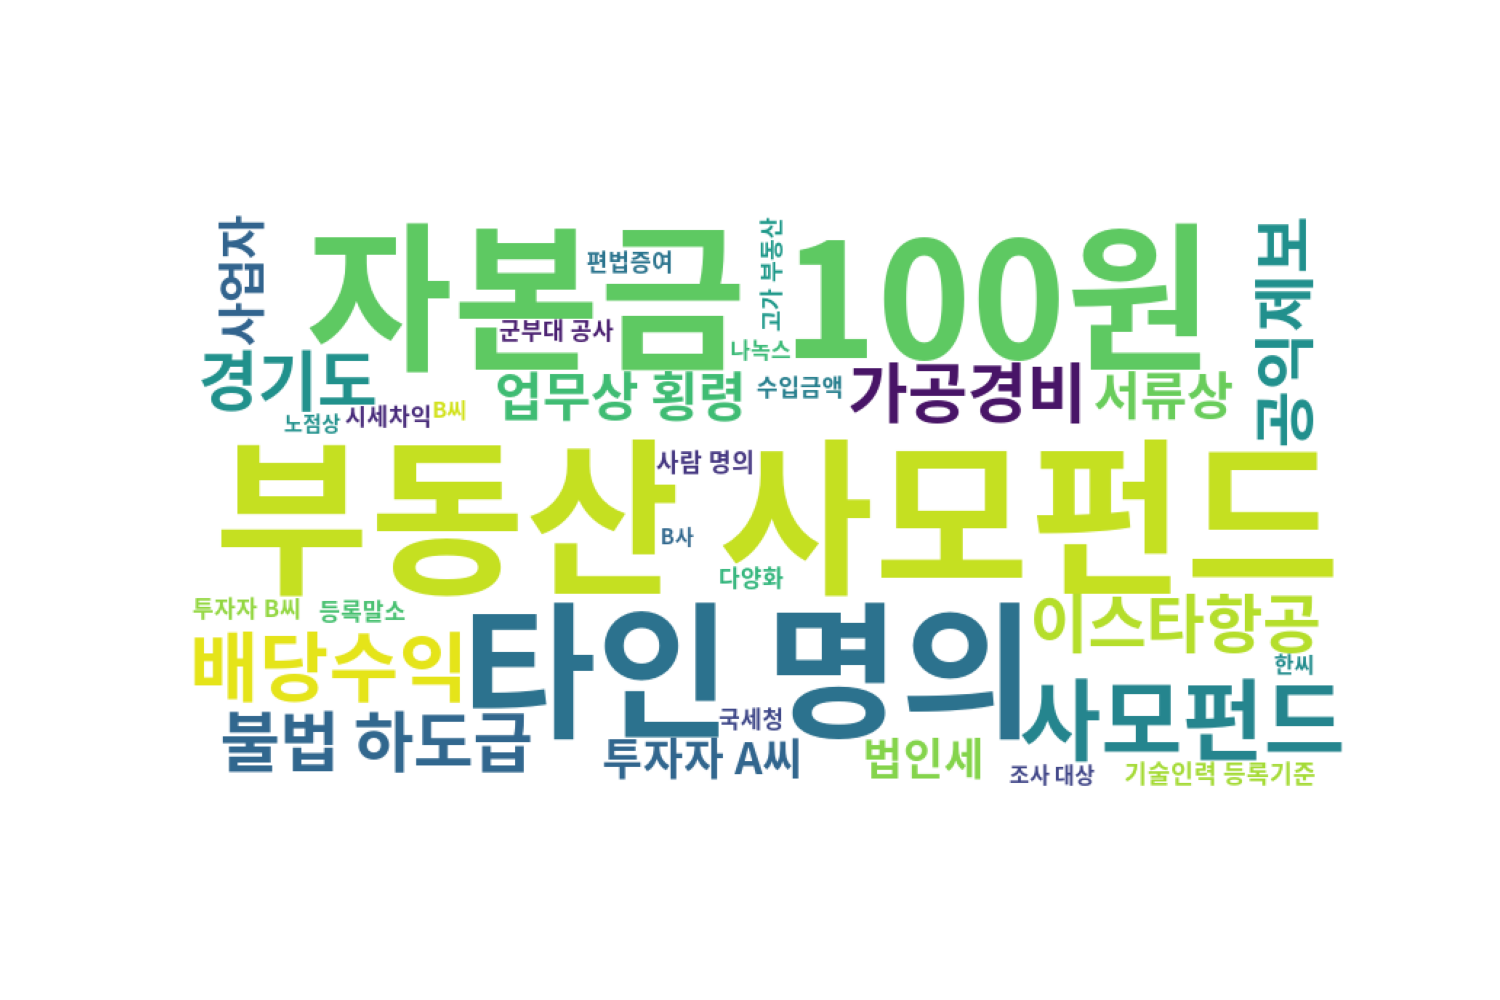 사업자
자본금 100원
편법증여
고가 부동산
공익제보
군부대 공사
나녹스
경기도
업무상 횡령
수입금액
가공경비
서류상
노점상
시세차익
B씨
부동산 사모펀드
사람 명의
B사
다양화
투자자 B씨
등록말소
타인 명의
이스타항공
배당수익
한씨
불법 하도급
국세청
사모펀드
투자자 A씨
법인세
조사 대상
기술인력 등록기준